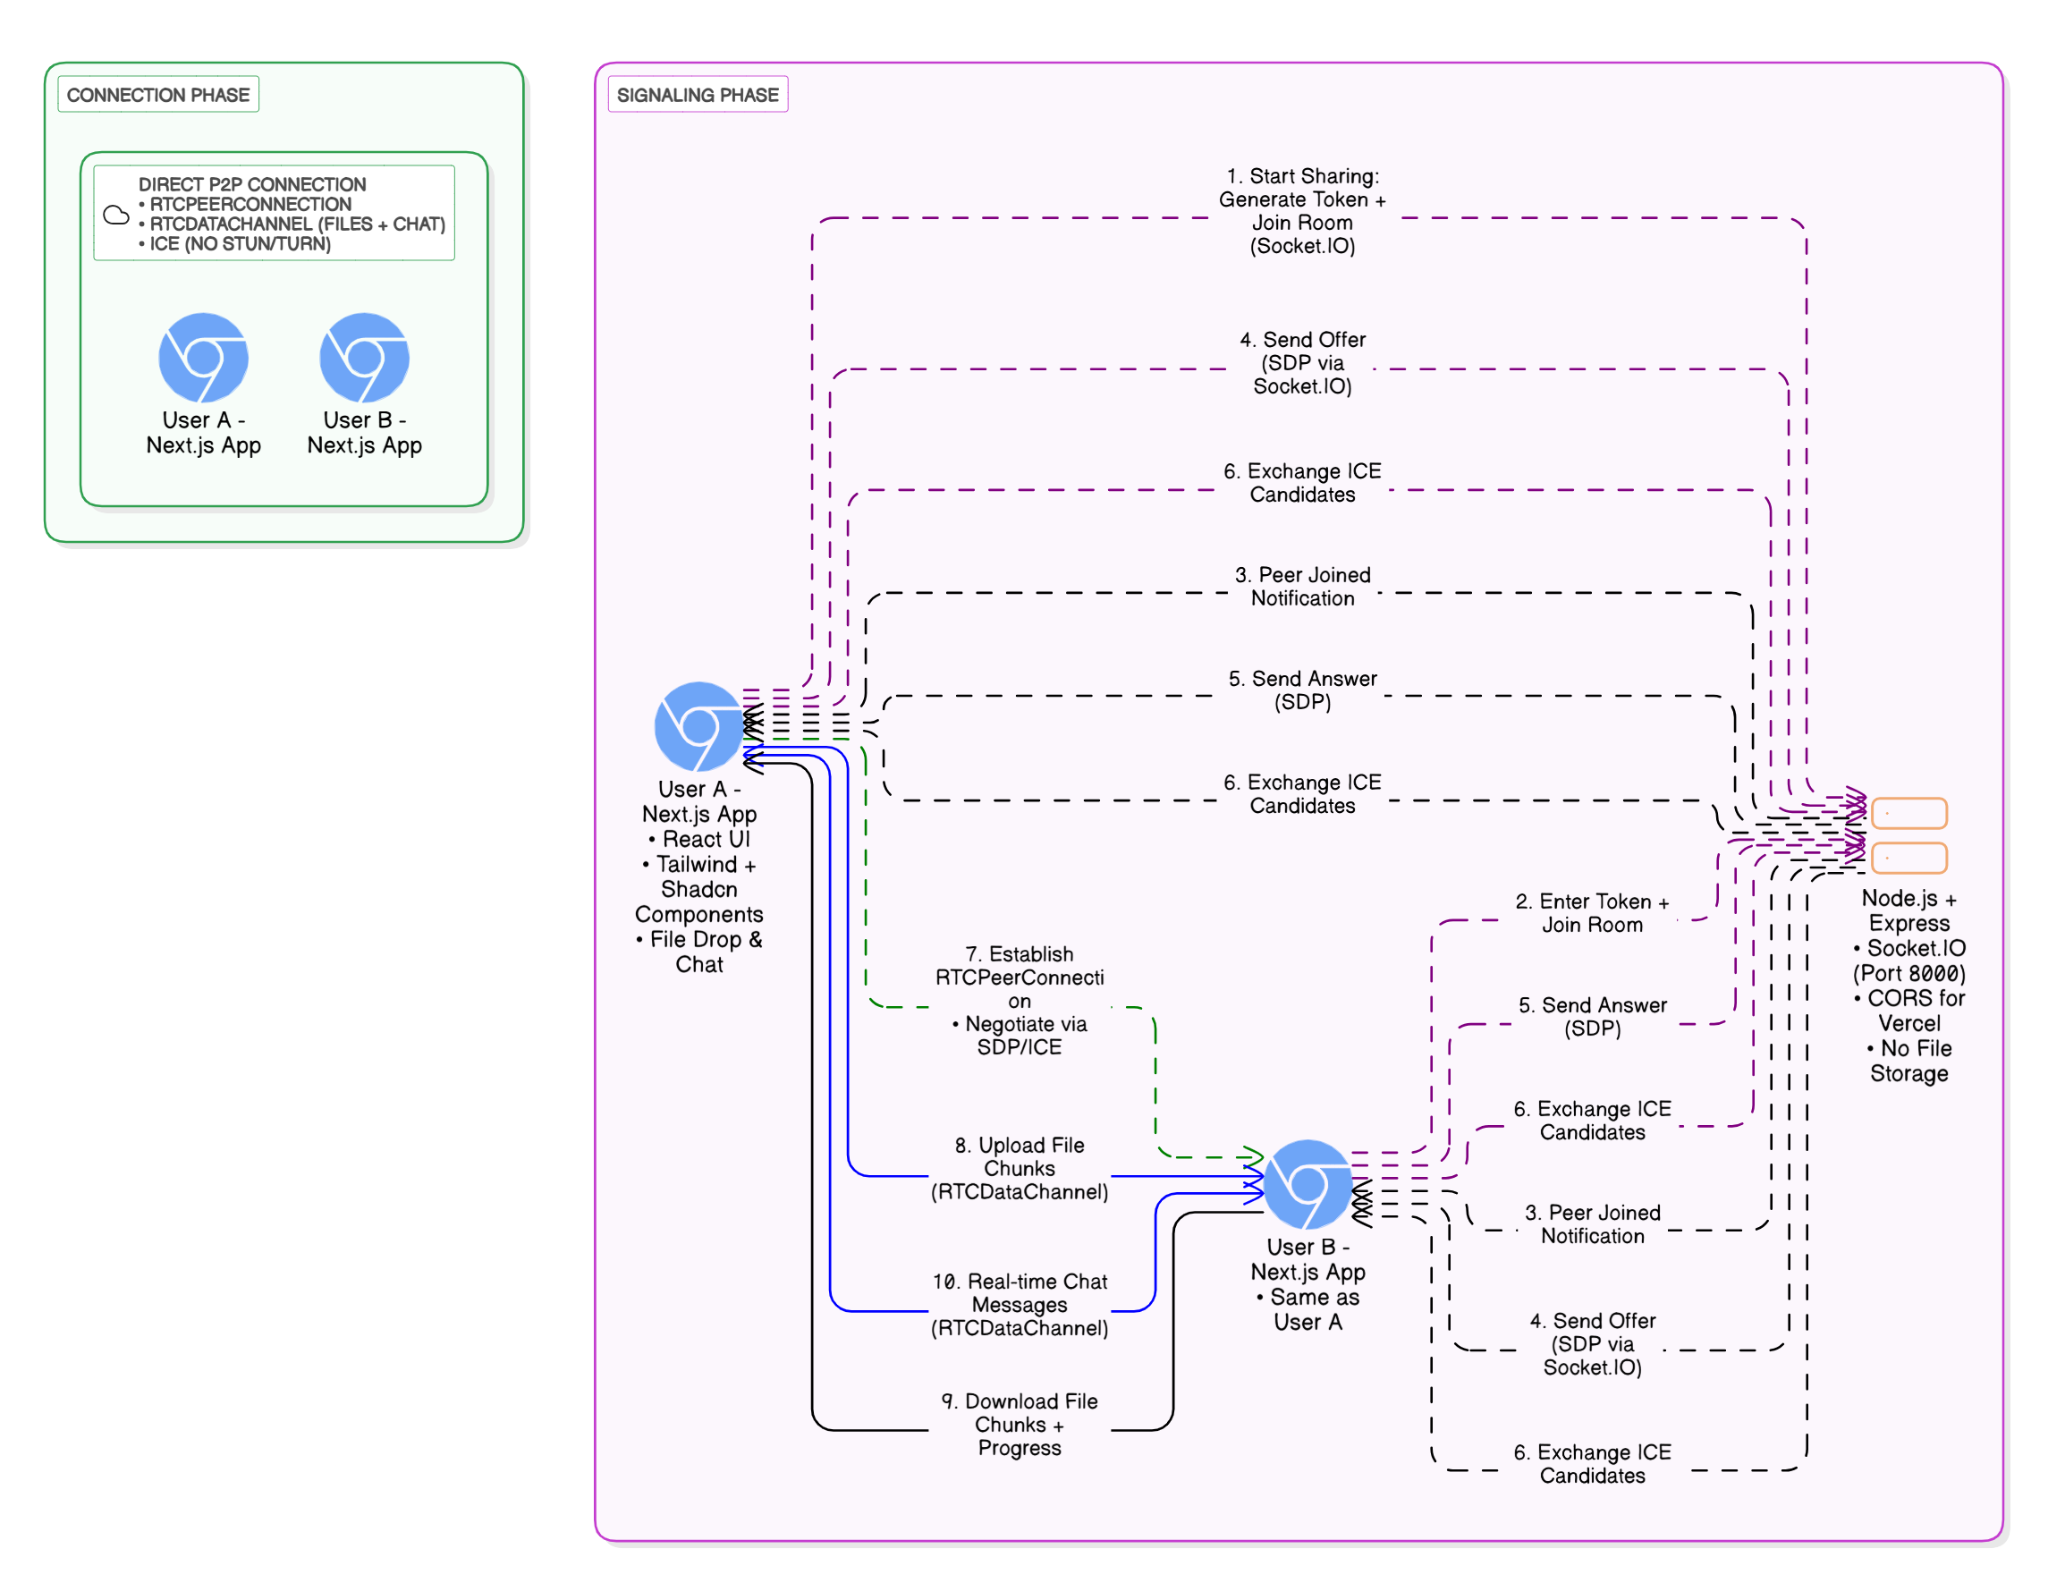 CONNECTION PHASE
DIRECT P2P CONNECTION
• RTCPEERCONNECTION
• RTCDATACHANNEL (FILES + CHAT)
• ICE (NO STUN/TURN)
User A -
Next.js App
User B -
Next.js App
SIGNALING PHASE
1. Start Sharing:
Generate Token +
Join Room
(Socket.IO)
4. Send Offer
(SDP via
Socket.IO)
6. Exchange ICE
Candidates
3. Peer Joined
Notification
5. Send Answer
(SDP)
6. Exchange ICE
Candidates
User A -
Next.js App
• React UI
• Tailwind +
Shadcn
Components
• File Drop &
Chat
Node.js +
Express
• Socket.IO
(Port 8000)
• CORS for
Vercel
• No File
Storage
2. Enter Token +
Join Room
7. Establish
RTCPeerConnecti
on
• Negotiate via
SDP/ICE
5. Send Answer
(SDP)
6. Exchange ICE
Candidates
8. Upload File
Chunks
(RTCDataChannel)
3. Peer Joined
Notification
User B -
Next.js App
• Same as
User A
10. Real-time Chat
Messages
(RTCDataChannel)
4. Send Offer
(SDP via
Socket.IO)
9. Download File
Chunks +
Progress
6. Exchange ICE
Candidates